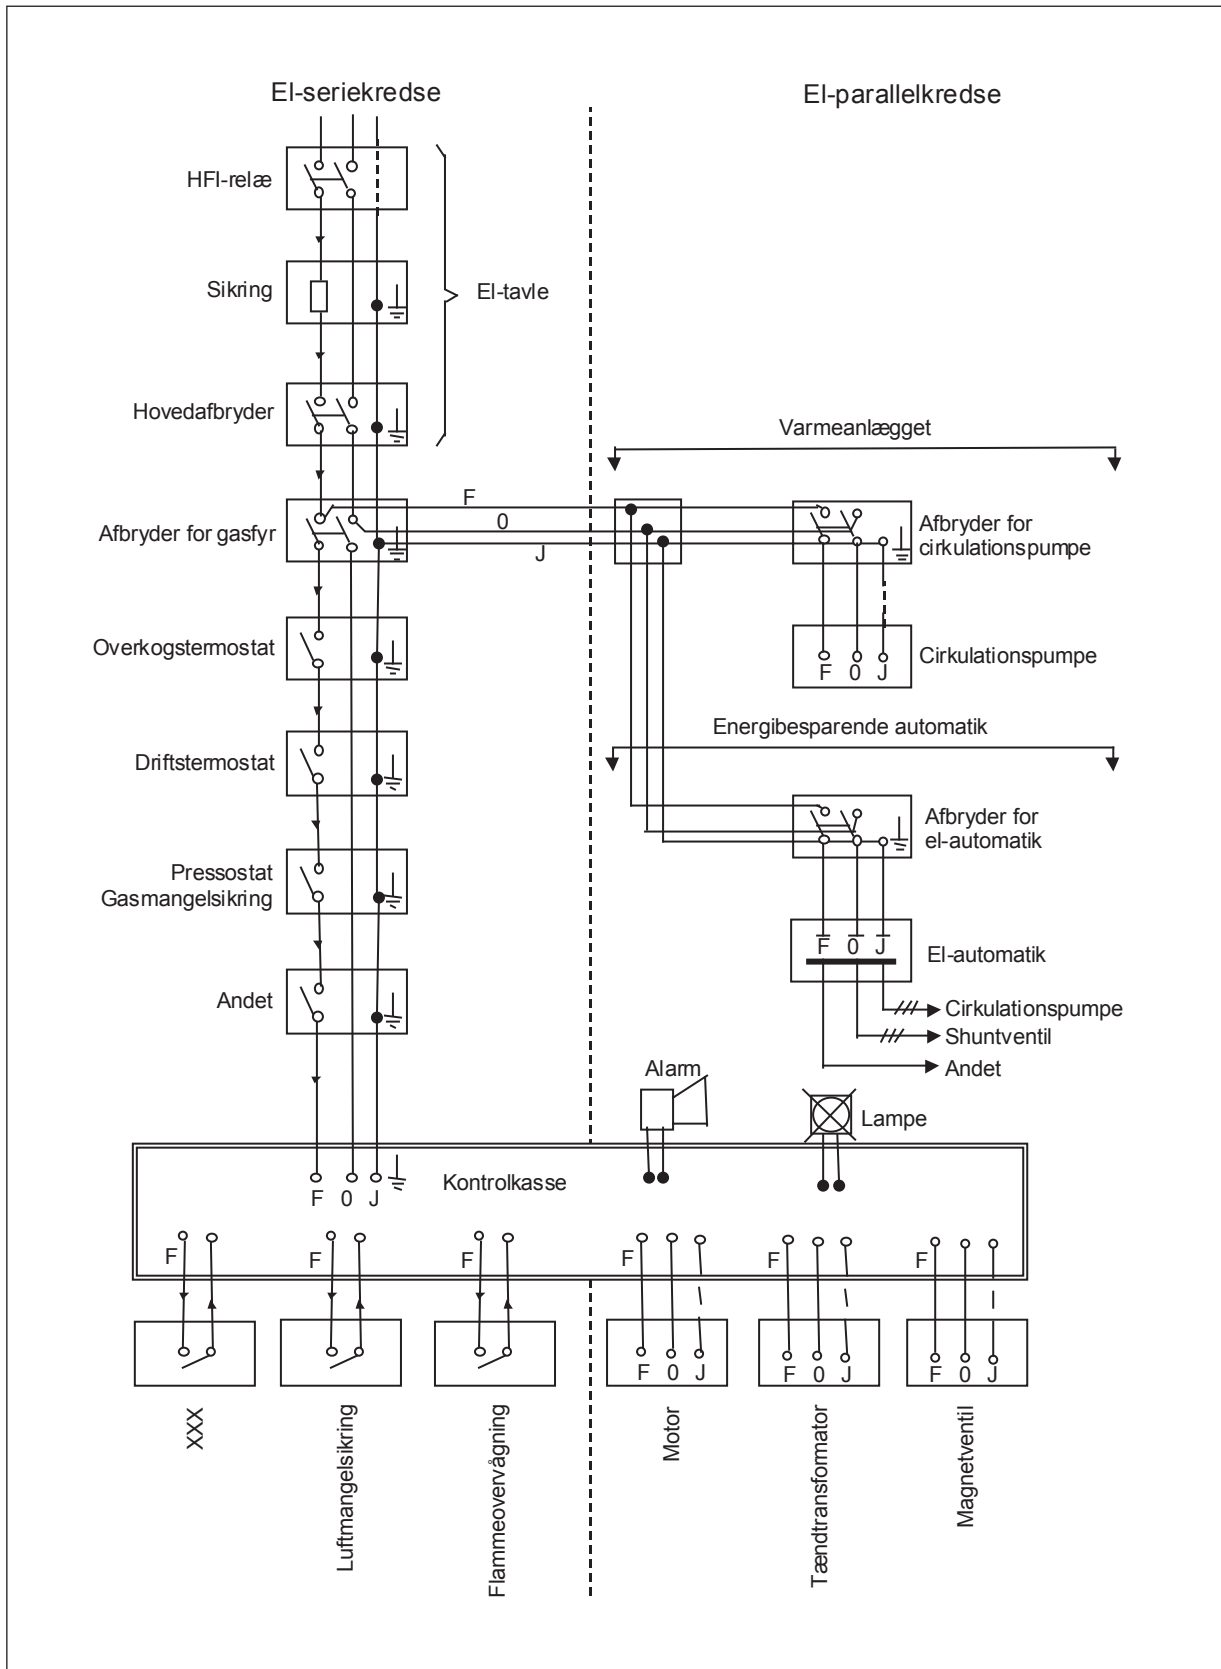 El-seriekredse
El-parallelkredse
HFI-relæ
Sikring
El-tavle
Hovedafbryder
Varmeanlægget
F
0
J
Afbryder for gasfyr
Afbryder for
cirkulationspumpe
Overkogstermostat
Cirkulationspumpe
F 0 J
Energibesparende automatik
Driftstermostat
Afbryder for
el-automatik
Pressostat
Gasmangelsikring
F 0 J
El-automatik
Andet
Cirkulationspumpe
Shuntventil
Andet
Alarm
Lampe
Kontrolkasse
F 0 J
F
F
F
F
F
F
F 0 J
F 0 J
F 0 J
XXX
Luftmangelsikring
Flammeovervågning
Motor
Tændtransformator
Magnetventil